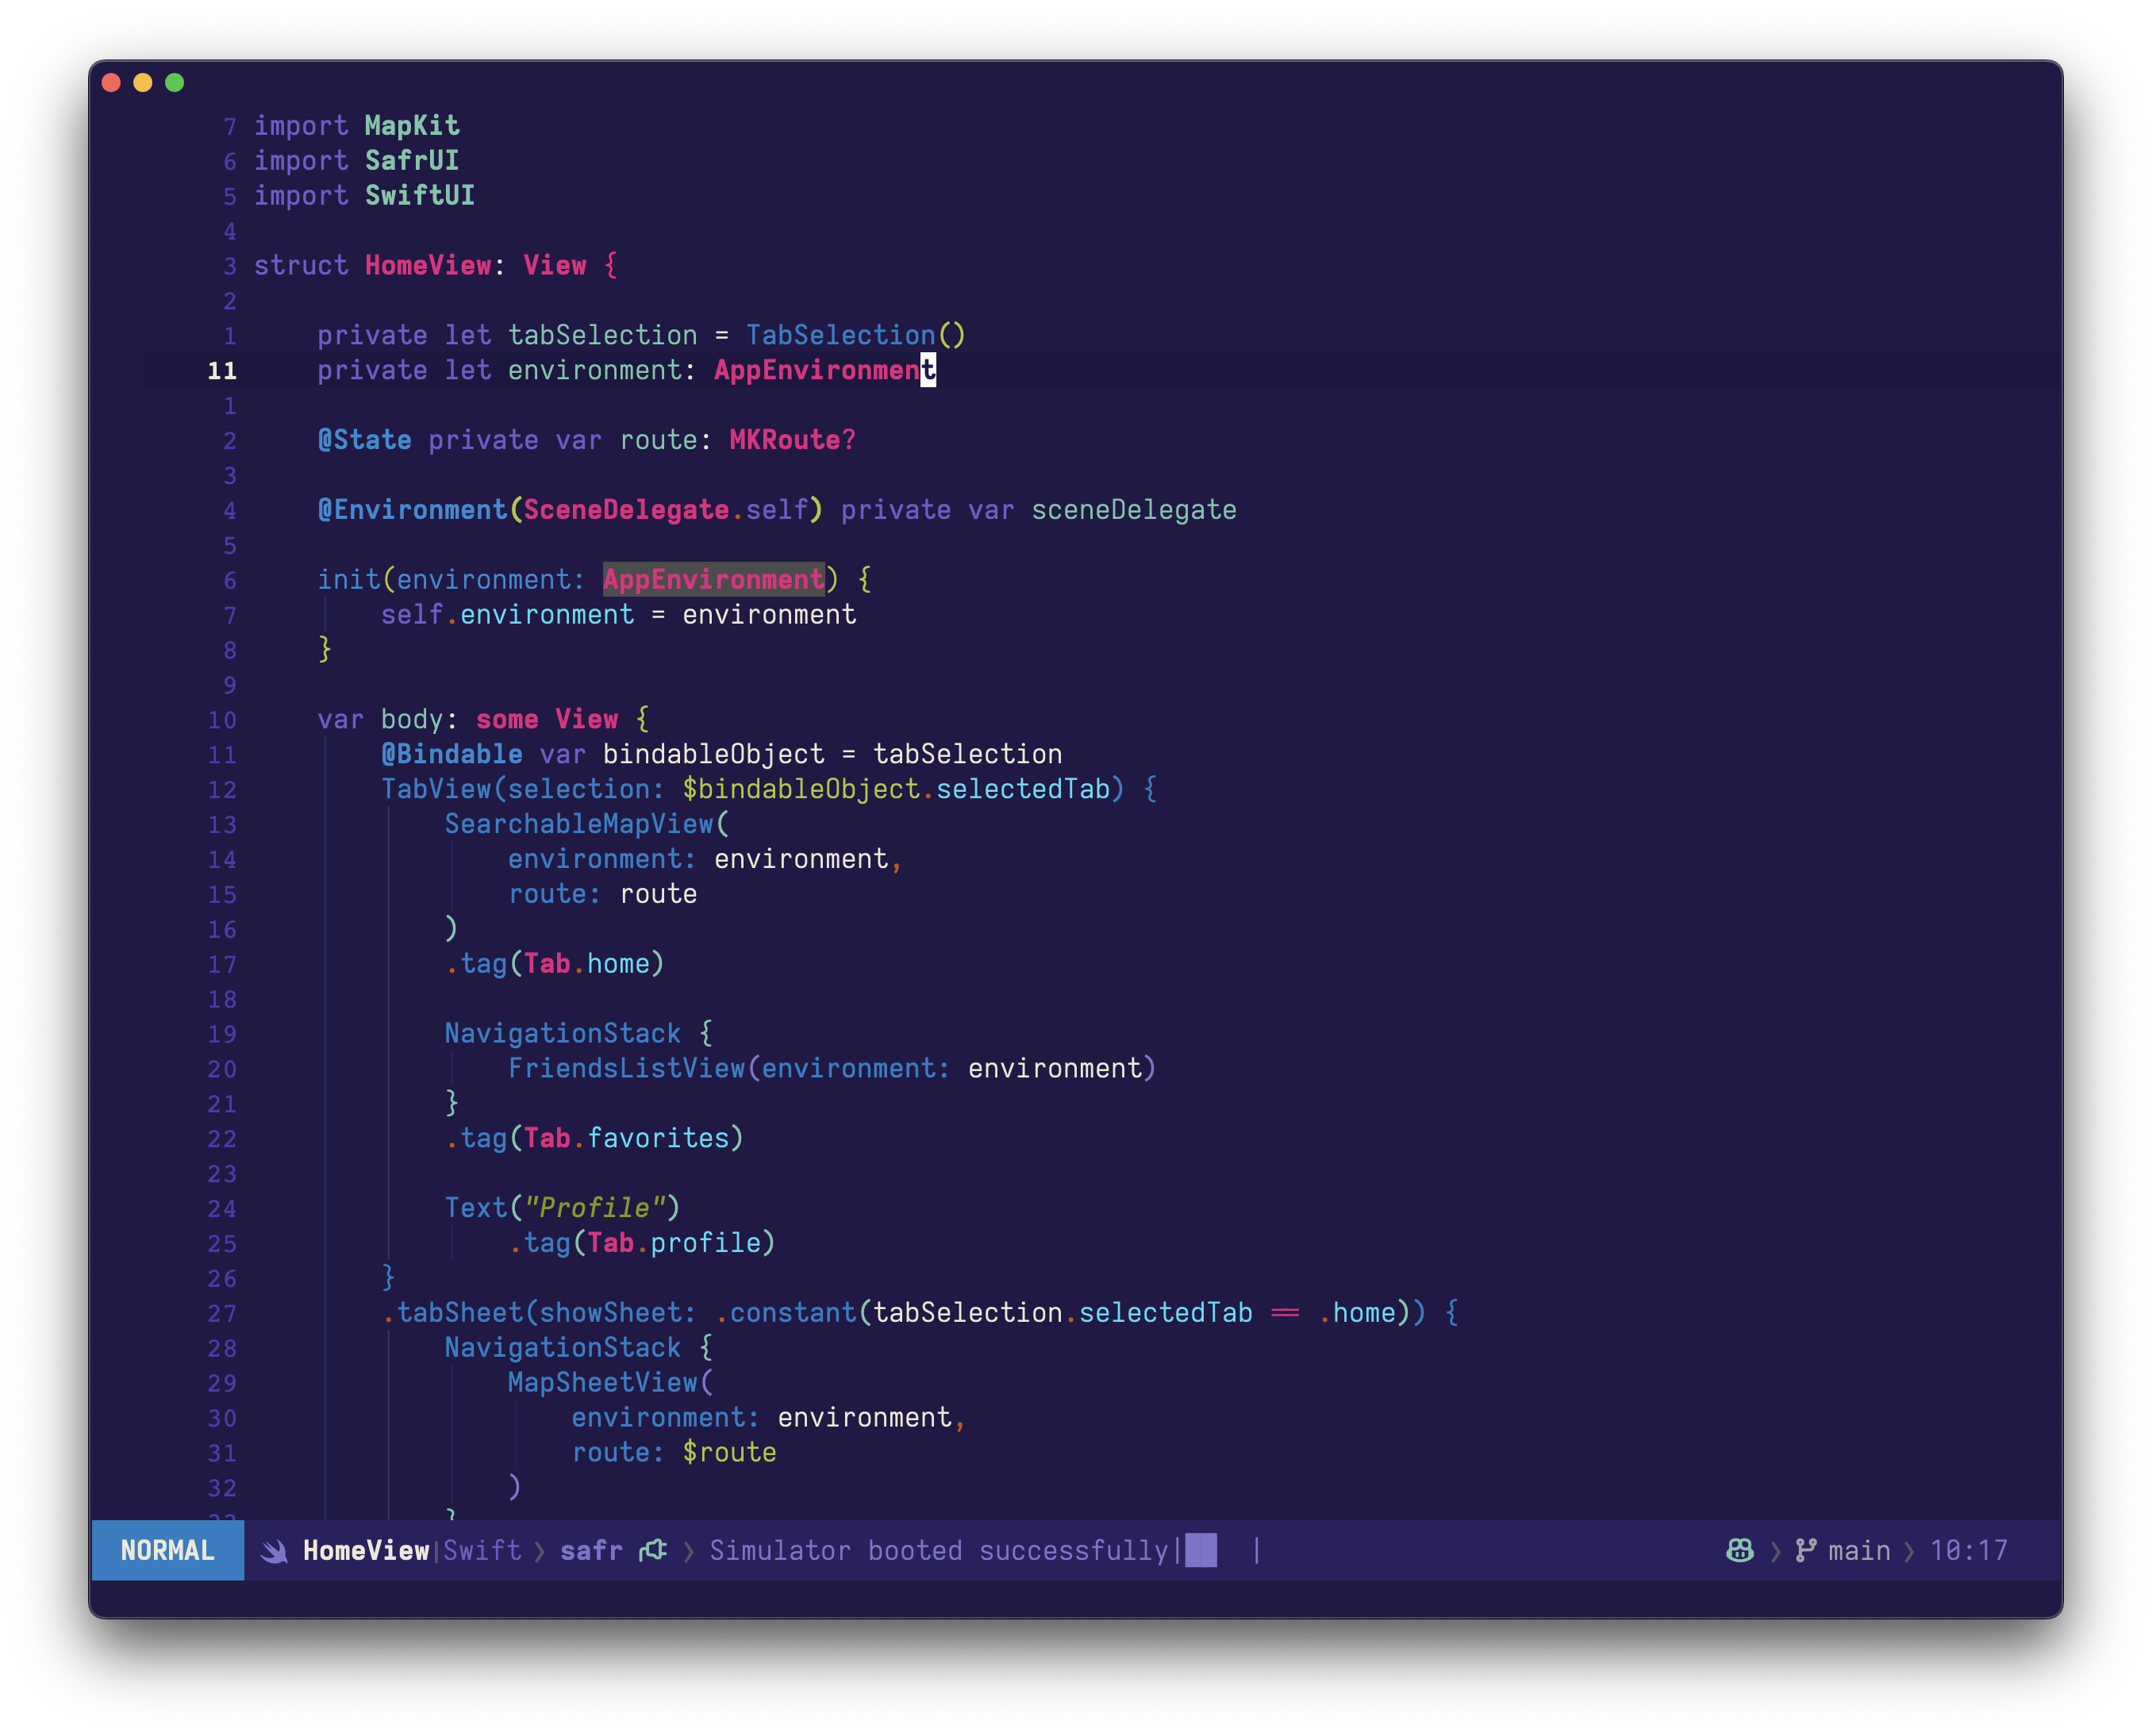 7 import MapKit
6 import SafrUI
5 import SwiftUI
4
3 struct HomeView: View {
2
1     private let tabSelection = TabSelection()
11     private let environment: AppEnvironment
1
2     @State private var route: MKRoute?
3
4     @Environment(SceneDelegate.self) private var sceneDelegate
5
6     init(environment: AppEnvironment) {
7         self.environment = environment
8     }
9
10     var body: some View {
11         @Bindable var bindableObject = tabSelection
12         TabView(selection: $bindableObject.selectedTab) {
13             SearchableMapView(
14                 environment: environment,
15                 route: route
16             )
17             .tag(Tab.home)
18
19             NavigationStack {
20                 FriendsListView(environment: environment)
21             }
22             .tag(Tab.favorites)
23
24             Text("Profile")
25                 .tag(Tab.profile)
26         }
27         .tabSheet(showSheet: .constant(tabSelection.selectedTab == .home)) {
28             NavigationStack {
29                 MapSheetView(
30                     environment: environment,
31                     route: $route
32                 )
33             }
NORMAL HomeView|Swift safr Simulator booted successfully| | main 10:17